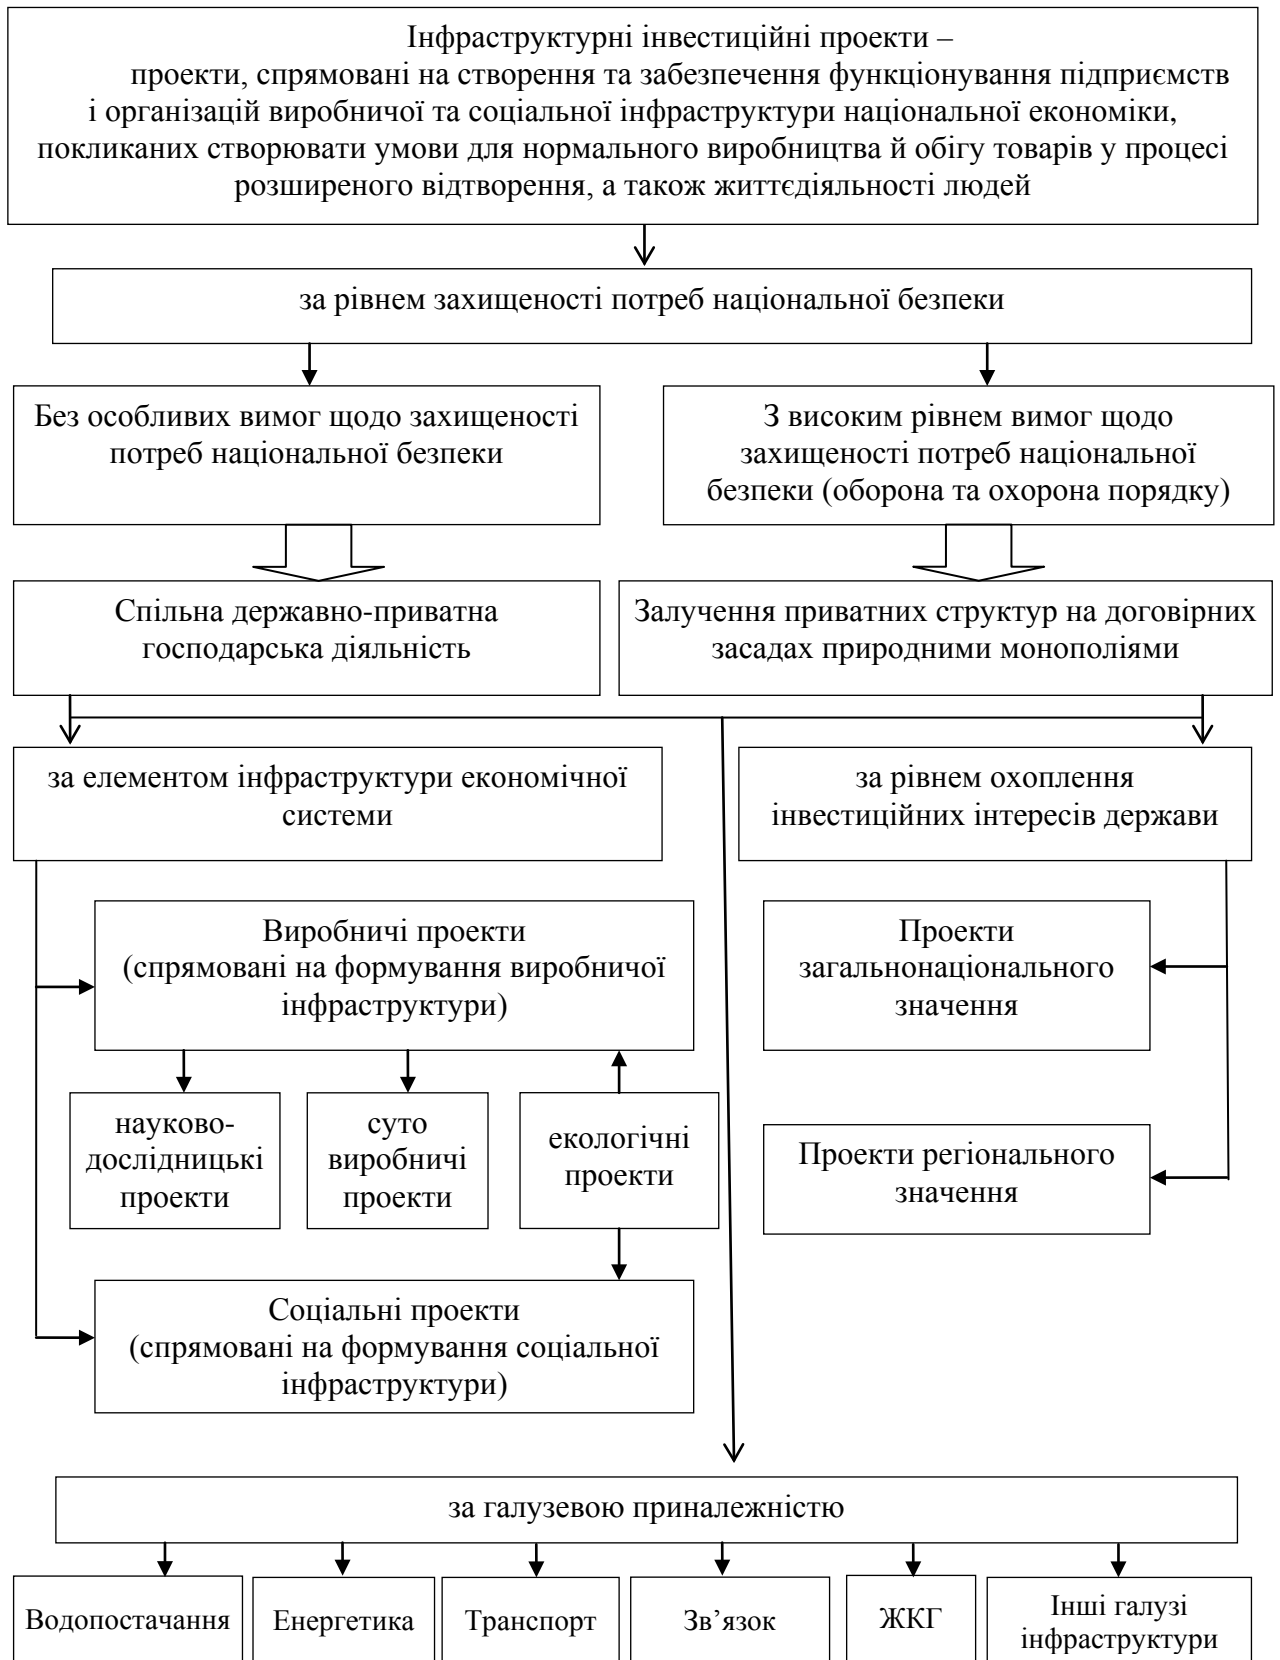 Інфраструктурні інвестиційні проекти –
проекти, спрямовані на створення та забезпечення функціонування підприємств
і організацій виробничої та соціальної інфраструктури національної економіки,
покликаних створювати умови для нормального виробництва й обігу товарів у процесі
розширеного відтворення, а також життєдіяльності людей
за рівнем захищеності потреб національної безпеки
Без особливих вимог щодо захищеності
потреб національної безпеки
З високим рівнем вимог щодо
захищеності потреб національної
безпеки (оборона та охорона порядку)
Спільна державно-приватна
господарська діяльність
Залучення приватних структур на договірних
засадах природними монополіями
за елементом інфраструктури економічної
системи
за рівнем охоплення
інвестиційних інтересів держави
Виробничі проекти
(спрямовані на формування виробничої
інфраструктури)
Проекти
загальнонаціонального
значення
науково-
дослідницькі
проекти
суто
виробничі
проекти
екологічні
проекти
Проекти регіонального
значення
Соціальні проекти
(спрямовані на формування соціальної
інфраструктури)
за галузевою приналежністю
Водопостачання
Енергетика
Транспорт
Зв’язок
ЖКГ
Інші галузі
інфраструктури